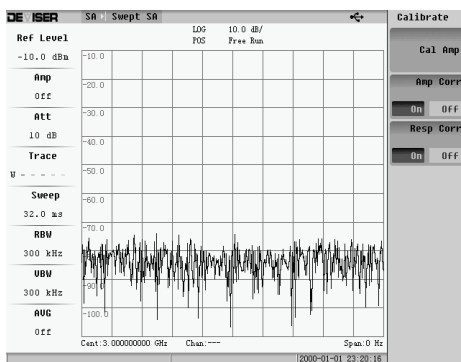 DEVISER SA Swept SA Calibrate
LOG 10.0 dB/
POS Free Run
Ref Level
-10.0 dBm
Amp
Off
Att
10 dB
Trace
W - - - - -
Sweep
32.0 ms
RBW
300 kHz
VBW
300 kHz
AVG
Off
-10.0
-20.0
-30.0
-40.0
-50.0
-60.0
-70.0
-90.0
-100.0
Cent:3.000000000 GHz Chan:--- Span:0 Hz
2000-01-01 23:20:16
Cal Amp
Amp Corr
On Off
Resp Corr
On Off